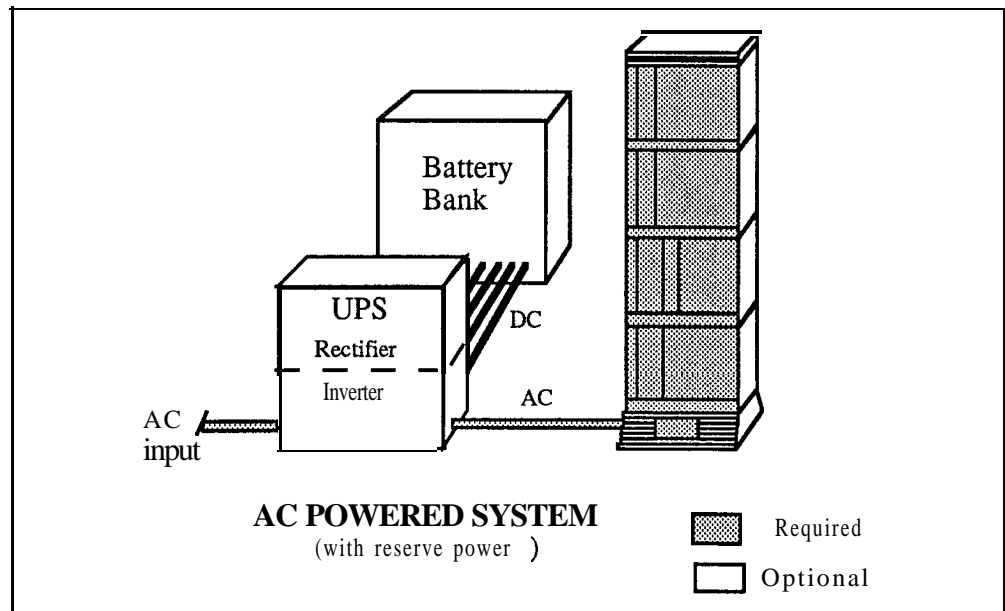 Battery
Bank
UPS
Rectifier
Inverter
DC
AC
AC
input
AC POWERED SYSTEM
(with reserve power )
Required
Optional